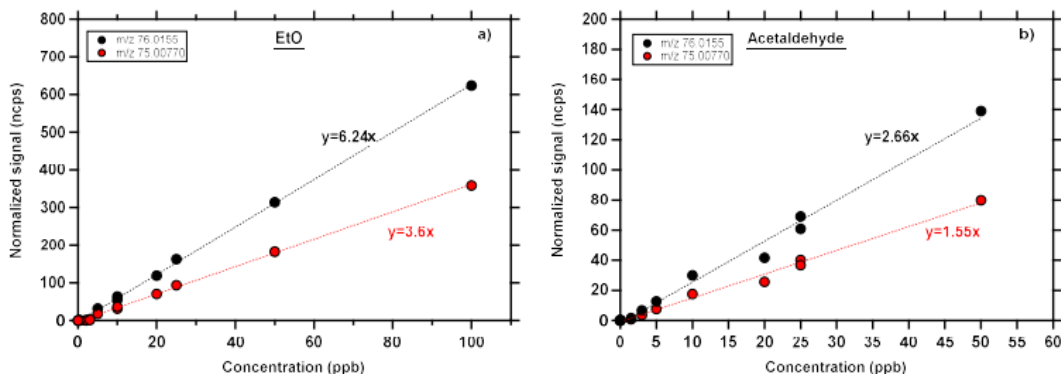 EtO
a)
m/z 76.0155
m/z 75.00770
y=6.24x
y=3.6x
Normalized signal (ncps)
800
700
600
500
400
300
200
100
0
0 20 40 60 80 100
Concentration (ppb)
Acetaldehyde
b)
m/z 76.0155
m/z 75.00770
y=2.66x
y=1.55x
Normalized signal (ncps)
200
180
160
140
120
100
80
60
40
20
0
0 5 10 15 20 25 30 35 40 45 50 55 60
Concentration (ppb)